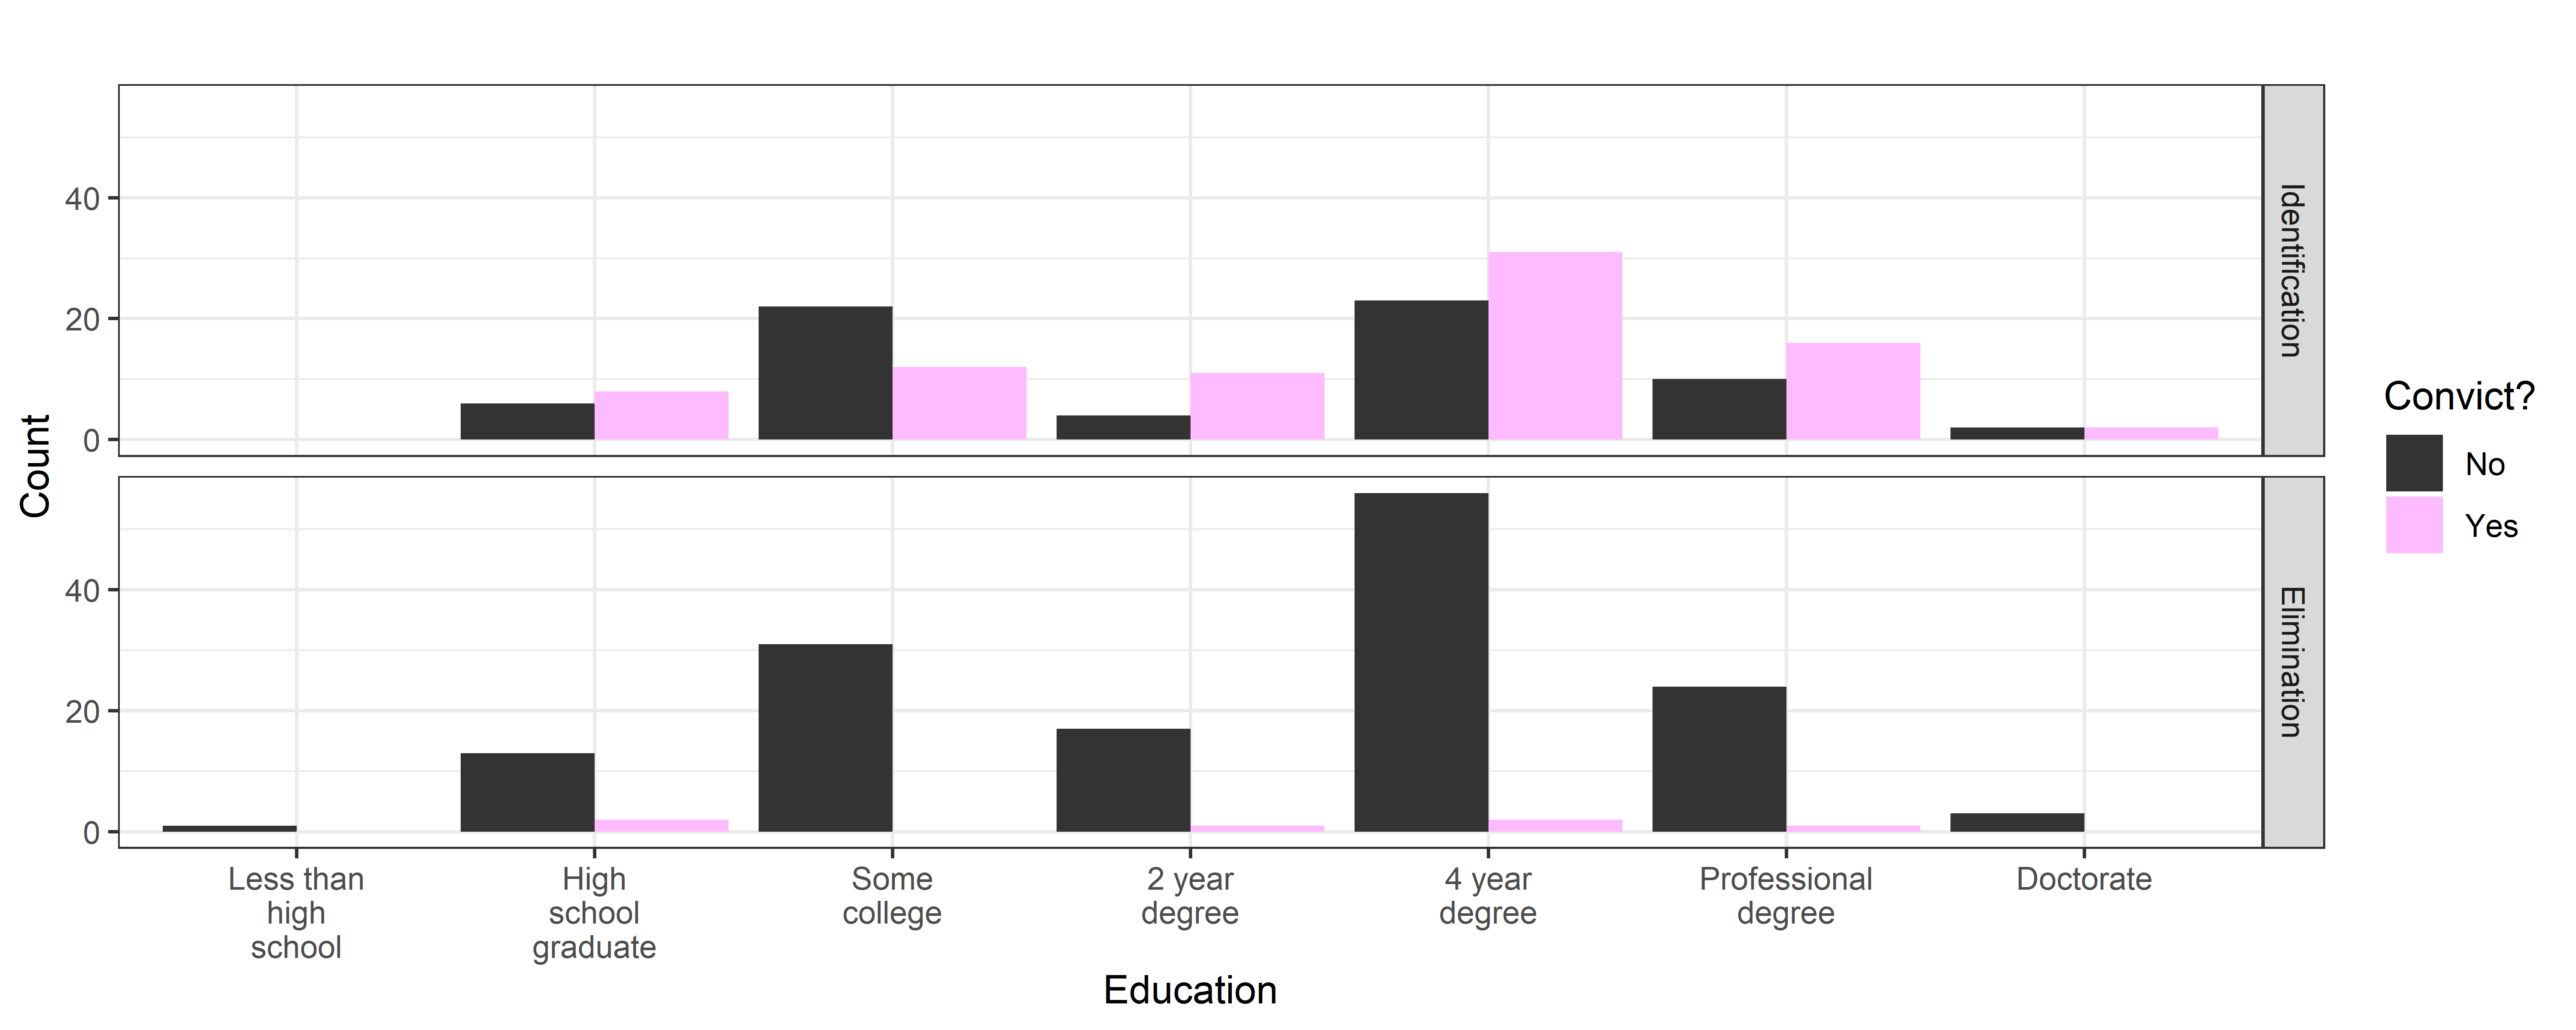 Count
40
20
0
Identification
40
20
0
Elimination
Less than
high
school
High
school
graduate
Some
college
2 year
degree
4 year
degree
Professional
degree
Doctorate
Education
Convict?
No
Yes